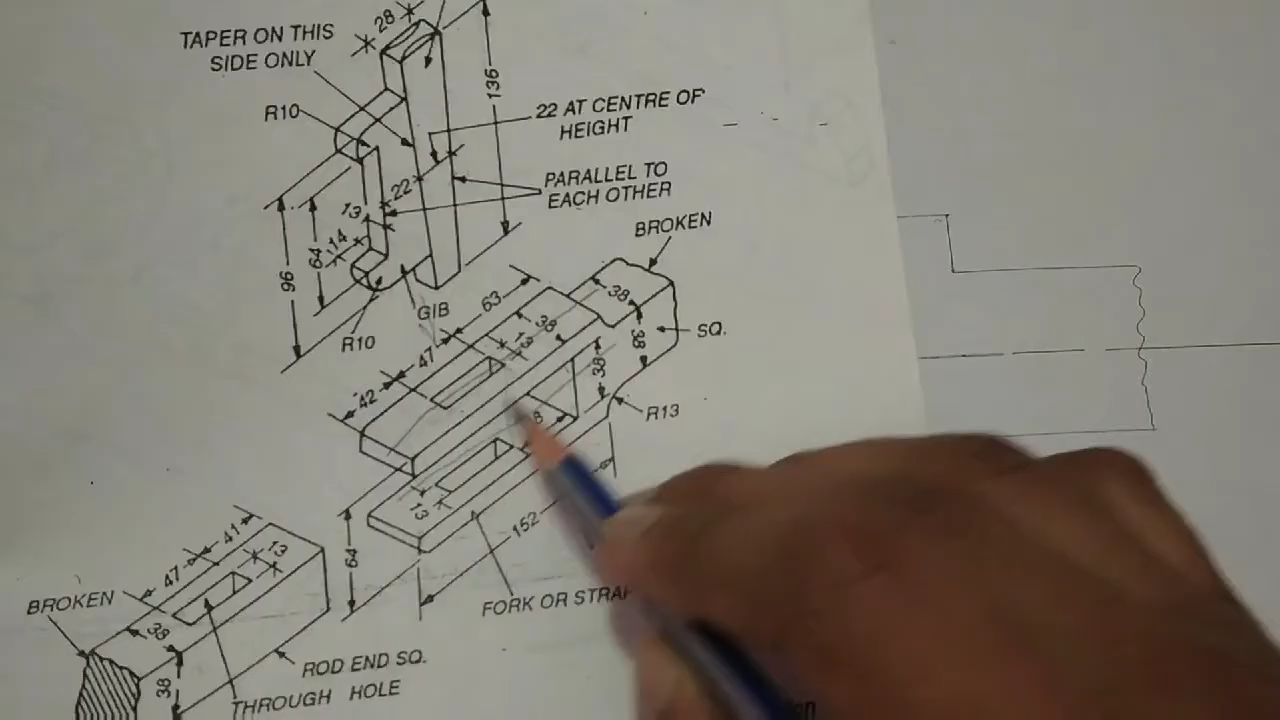 28
TAPER ON THIS
SIDE ONLY
136
R10
22 AT CENTRE OF
HEIGHT
PARALLEL TO
EACH OTHER
22
13
14
64
96
BROKEN
GIB
R10
63
38
38
38
SQ.
13
47
42
38
R13
8
13
152
64
FORK OR STRAP
41
13
47
BROKEN
38
38
ROD END SQ.
THROUGH HOLE